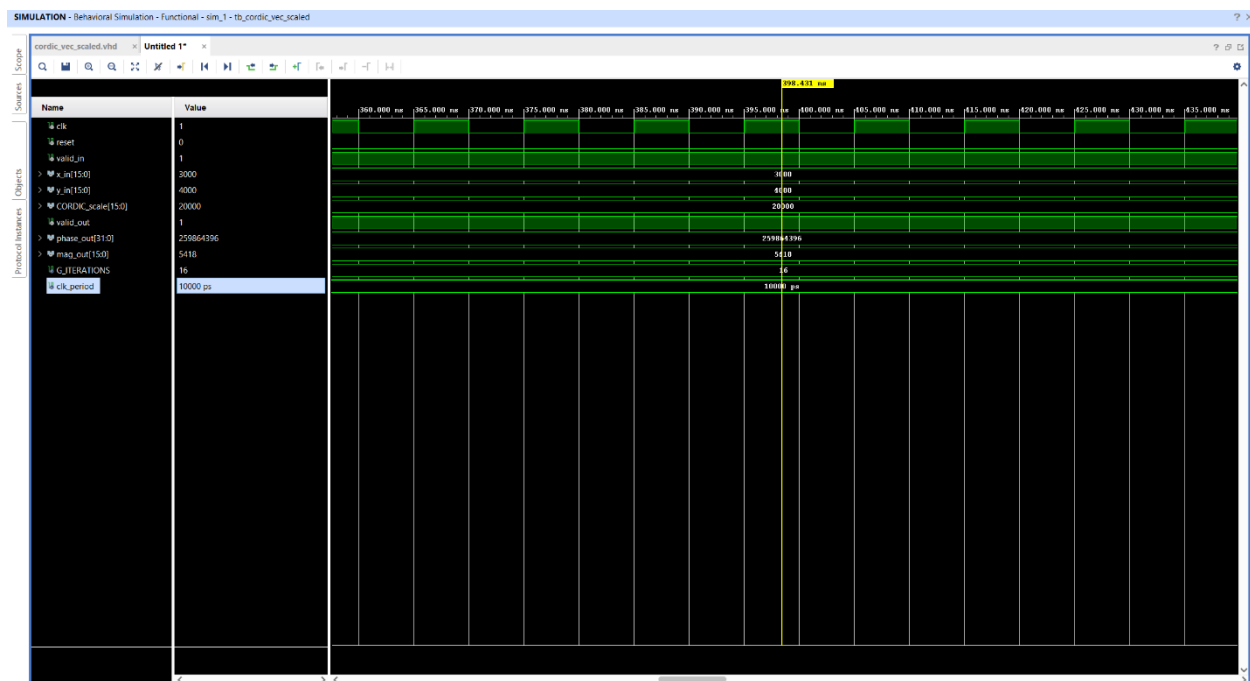 SIMULATION - Behavioral Simulation - Functional - sim_1 - tb_cordic_vec_scaled
? ×
Scope
Sources
Objects
Protocol Instances
cordic_vec_scaled.vhd × Untitled 1* ×
Name Value
398.431 ns
360.000 ns 365.000 ns 370.000 ns 375.000 ns 380.000 ns 385.000 ns 390.000 ns 395.000 ns 400.000 ns 405.000 ns 410.000 ns 415.000 ns 420.000 ns 425.000 ns 430.000 ns 435.000 ns
clk 1
reset 0
valid_in 1
x_in[15:0] 3000 3000
y_in[15:0] 4000 4000
CORDIC_scale[15:0] 20000 20000
valid_out 1
phase_out[31:0] 259864396 259864396
mag_out[15:0] 5418 5418
G_ITERATIONS 16 16
clk_period 10000 ps 10000 ps